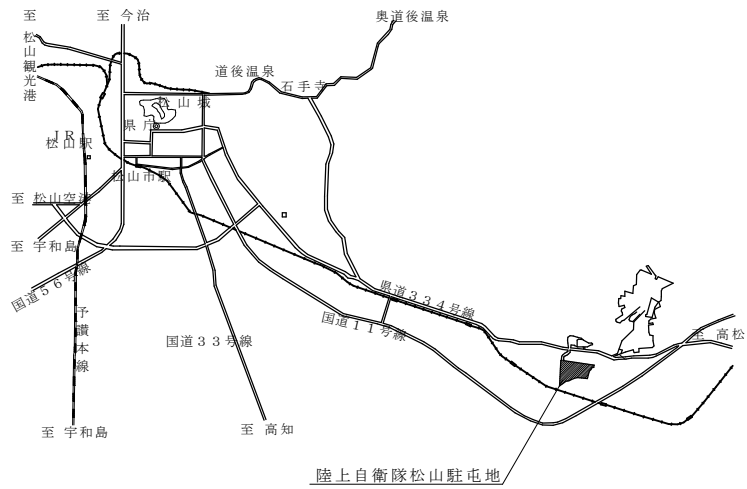 至 松山観光港
至 今治
奥道後温泉
道後温泉
石手寺
松山城
県庁
JR
松山駅
松山市駅
至 松山空港
至 宇和島
国道56号線
予讃本線
国道33号線
県道334号線
国道11号線
至 高松
至 宇和島
至 高知
陸上自衛隊松山駐屯地